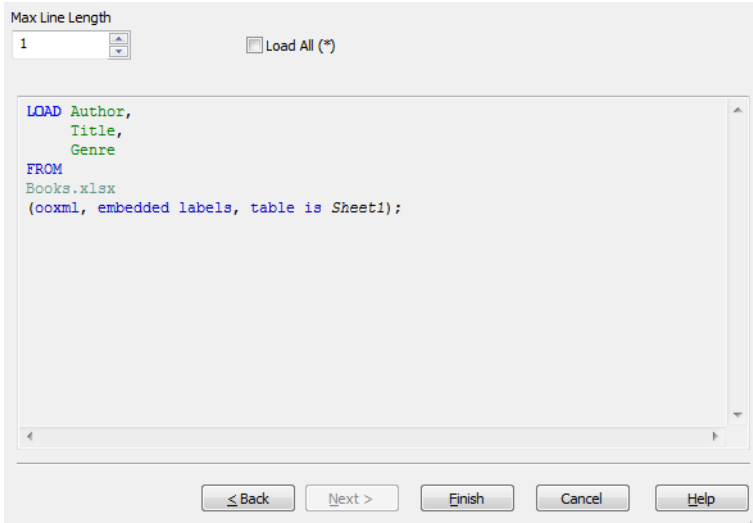 Max Line Length
1
Load All (*)
LOAD Author,
Title,
Genre
FROM
Books.xlsx
(ooxml, embedded labels, table is Sheet1);
< Back
Next >
Finish
Cancel
Help